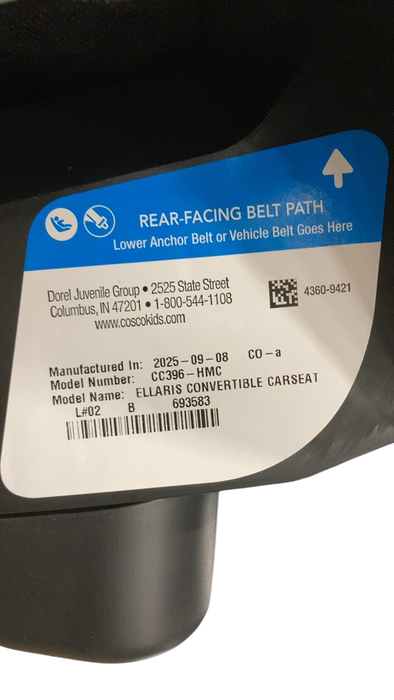 REAR-FACING BELT PATH
Lower Anchor Belt or Vehicle Belt Goes Here
Dorel Juvenile Group • 2525 State Street
Columbus, IN 47201 • 1-800-544-1108
www.coscokids.com
4360-9421
Manufactured In: 2025-09-08 CO-a
Model Number: CC396-HMC
Model Name: ELLARIS CONVERTIBLE CARSEAT
L#02 B 693583